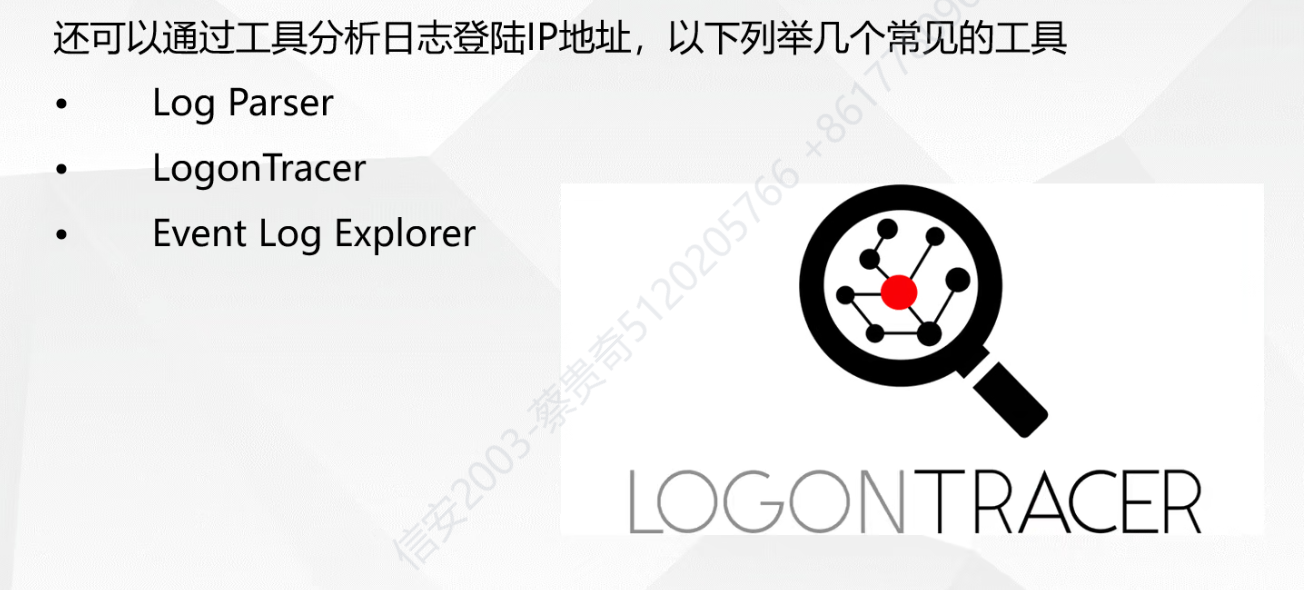 还可以通过工具分析日志登陆IP地址，以下列举几个常见的工具
• Log Parser
• LogonTracer
• Event Log Explorer
LOGONTRACER
信安2003-蔡贵奇5120205766